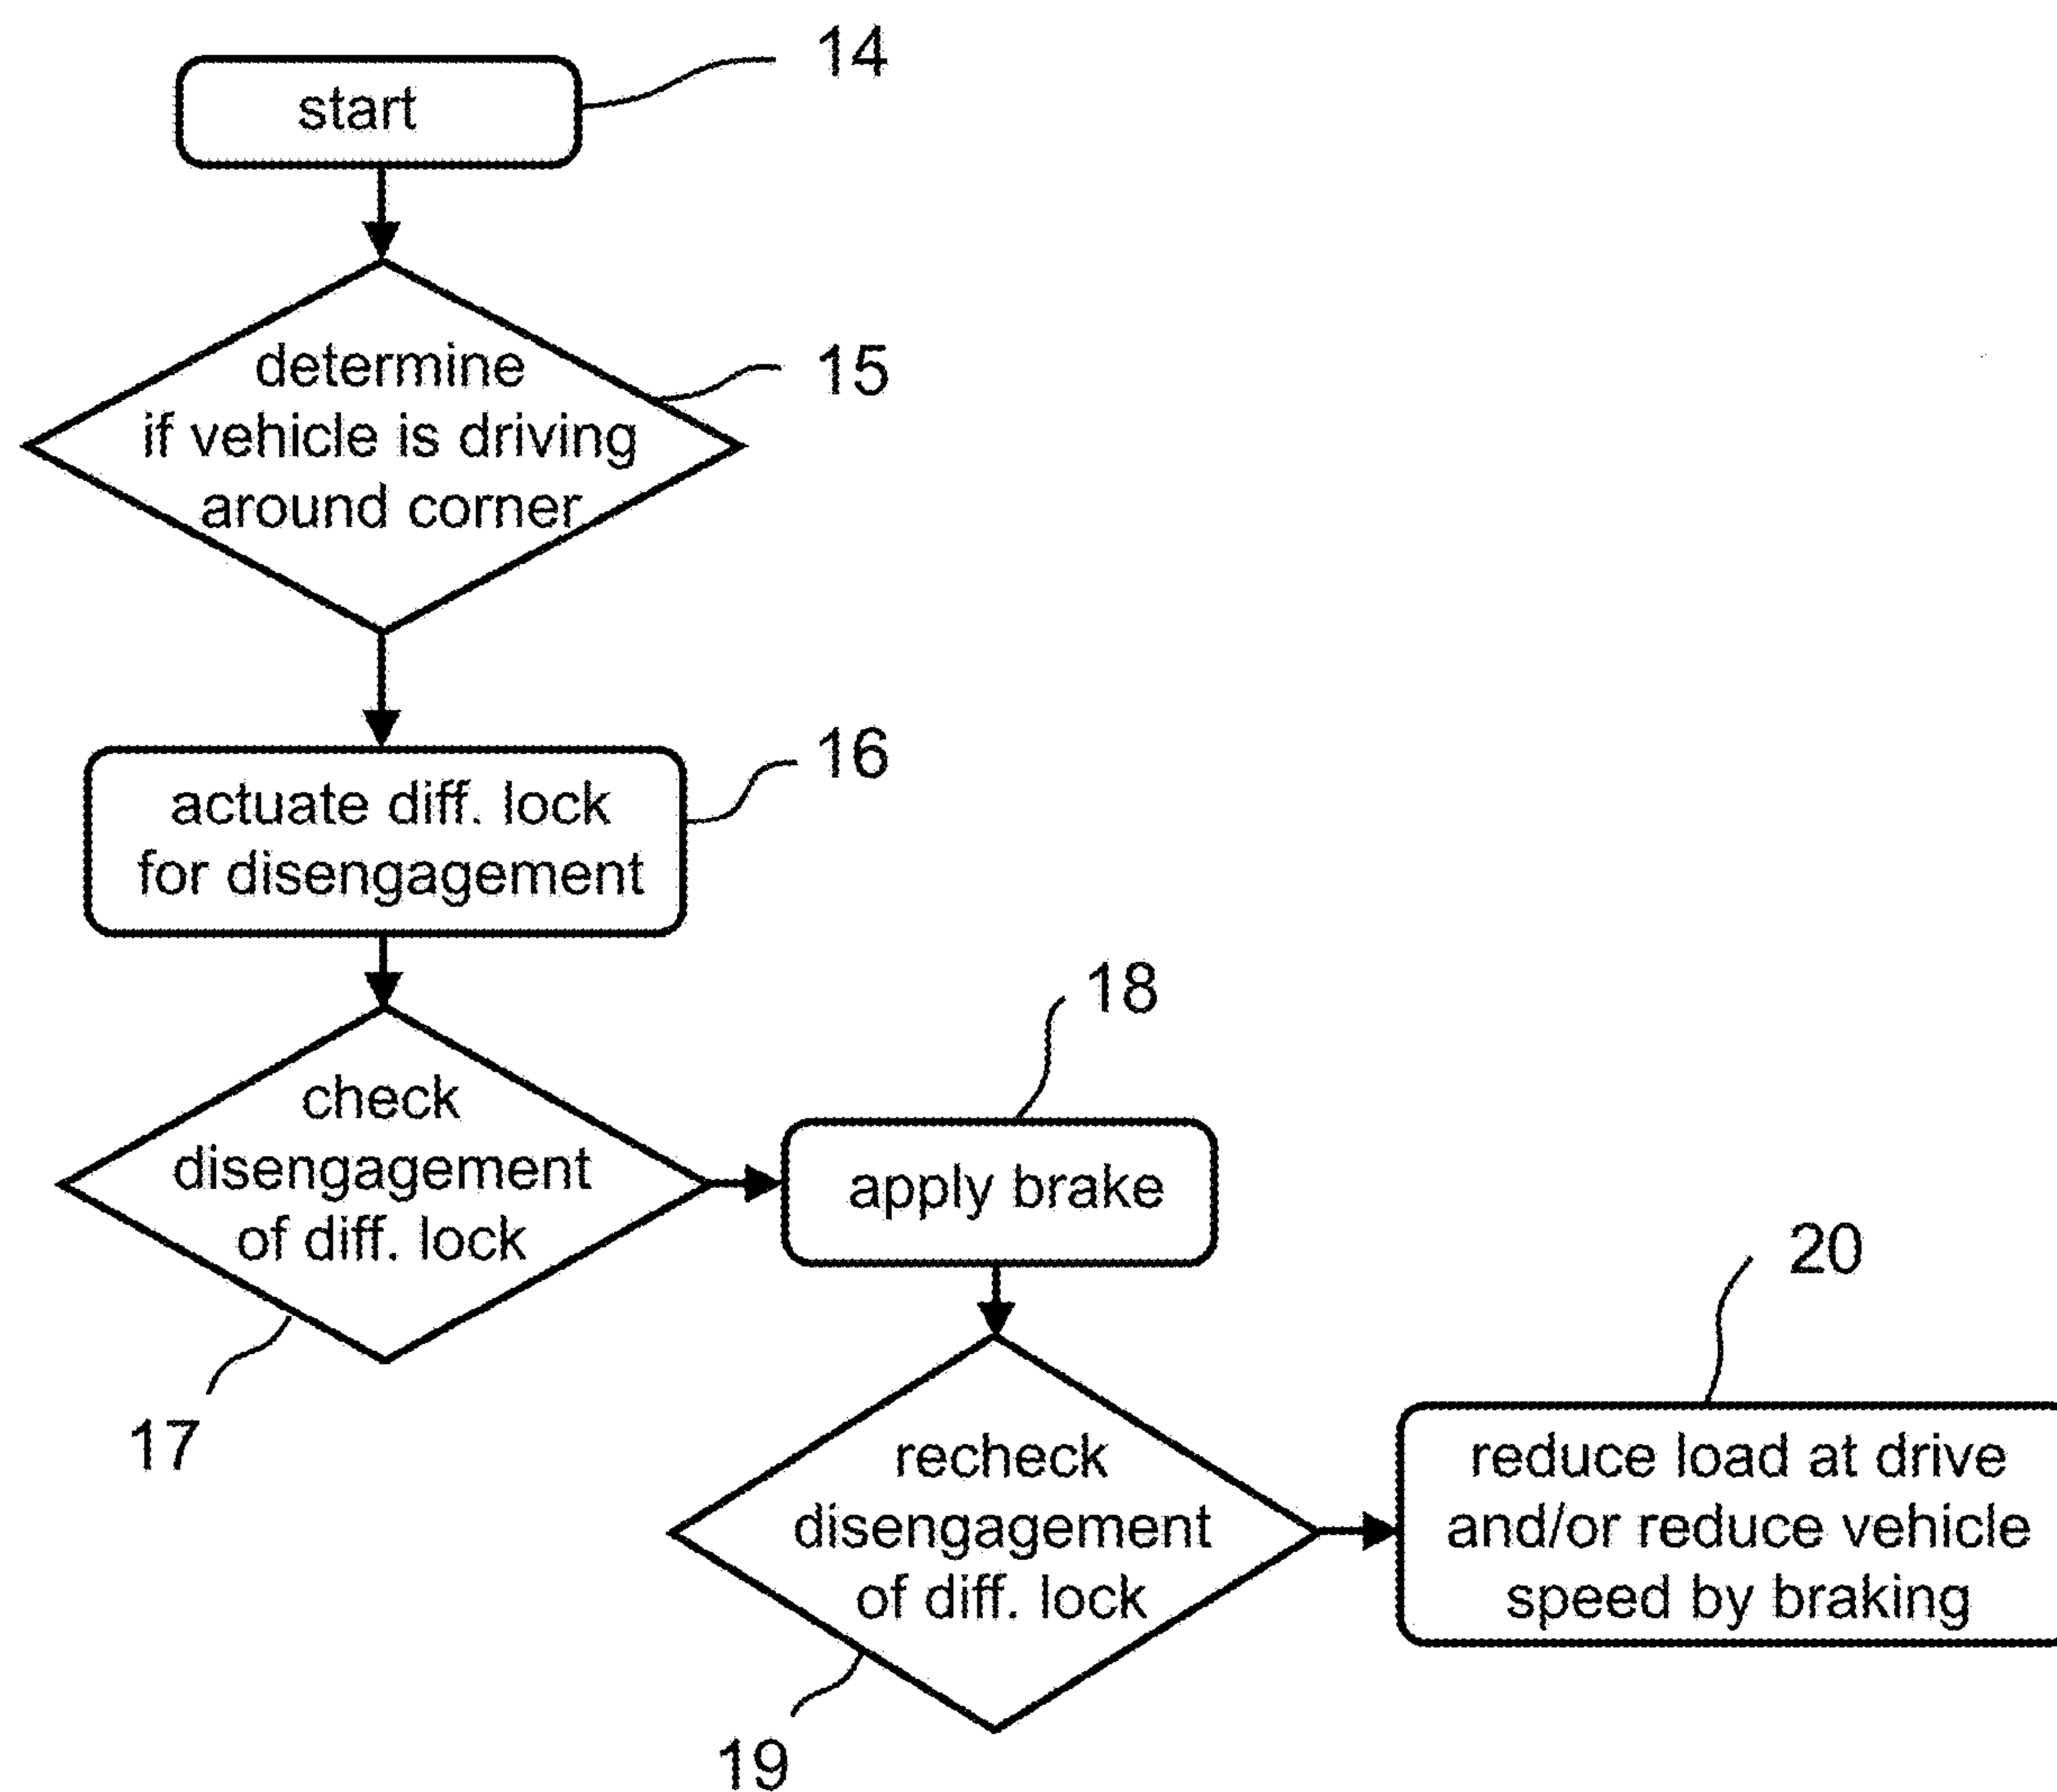 14
start
15
determine
if vehicle is driving
around corner
16
actuate diff. lock
for disengagement
18
check
disengagement
of diff. lock
apply brake
17
20
recheck
disengagement
of diff. lock
reduce load at drive
and/or reduce vehicle
speed by braking
19